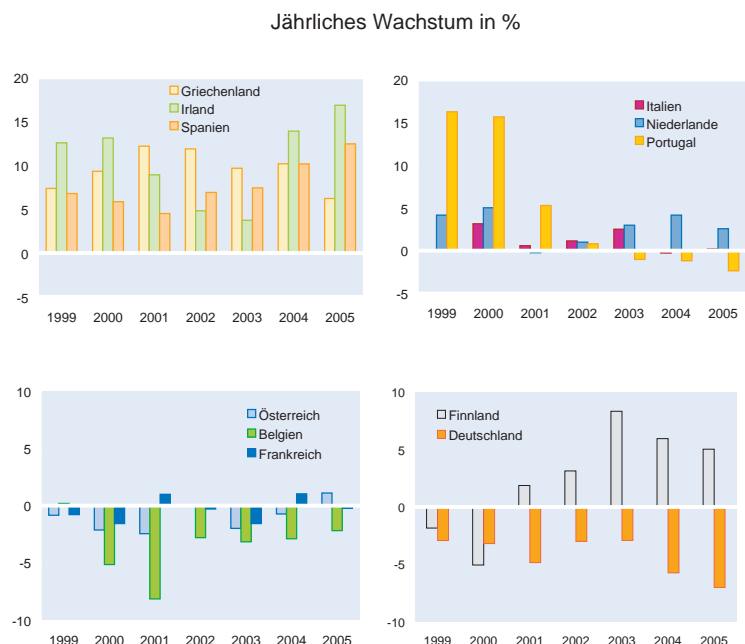 Jährliches Wachstum in %
20
15
10
5
0
-5
Griechenland
Irland
Spanien
1999 2000 2001 2002 2003 2004 2005
20
15
10
5
0
-5
Italien
Niederlande
Portugal
1999 2000 2001 2002 2003 2004 2005
10
5
0
-5
-10
Österreich
Belgien
Frankreich
1999 2000 2001 2002 2003 2004 2005
10
5
0
-5
-10
Finnland
Deutschland
1999 2000 2001 2002 2003 2004 2005